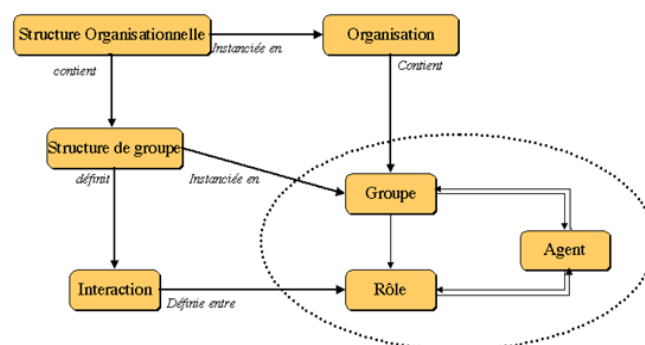 Structure Organisationnelle
Instanciée en
Organisation
contient
Contient
Structure de groupe
définit
Instanciée en
Groupe
Agent
Interaction
Définie entre
Rôle